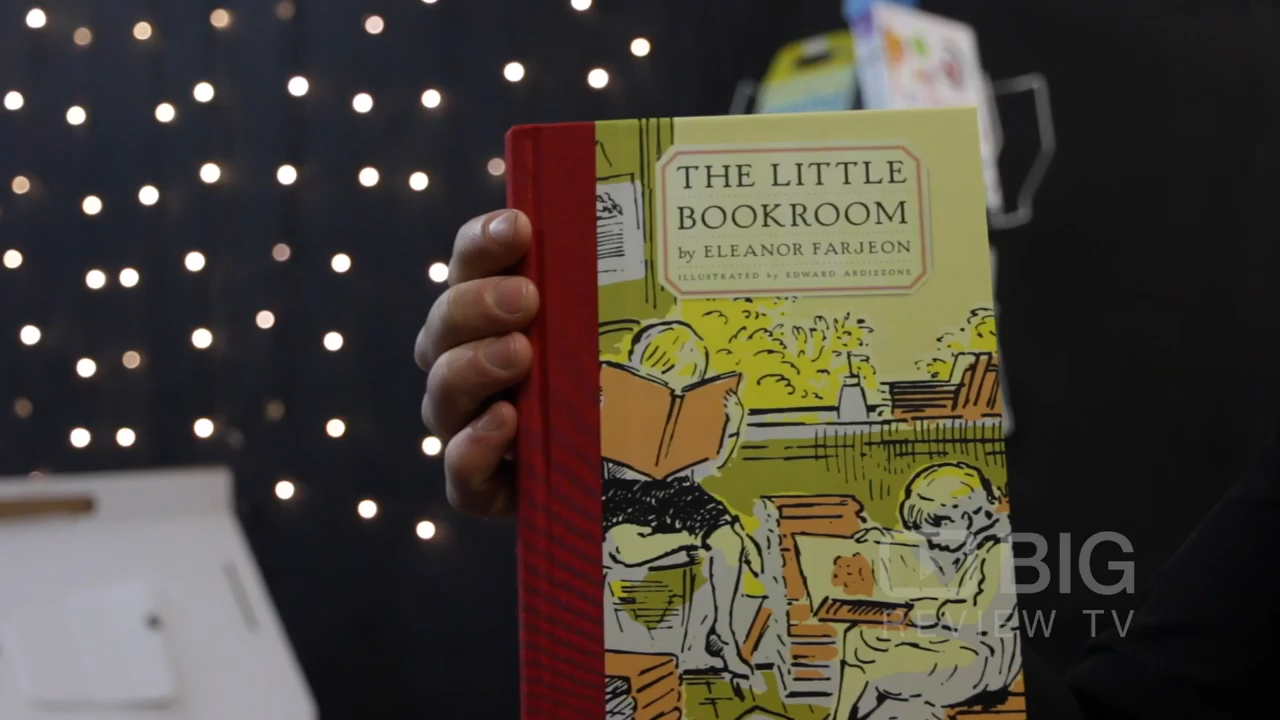 THE LITTLE
BOOKROOM
by ELEANOR FARJEON
ILLUSTRATED by EDWARD ARDIZZONE
BIG
REVIEW TV